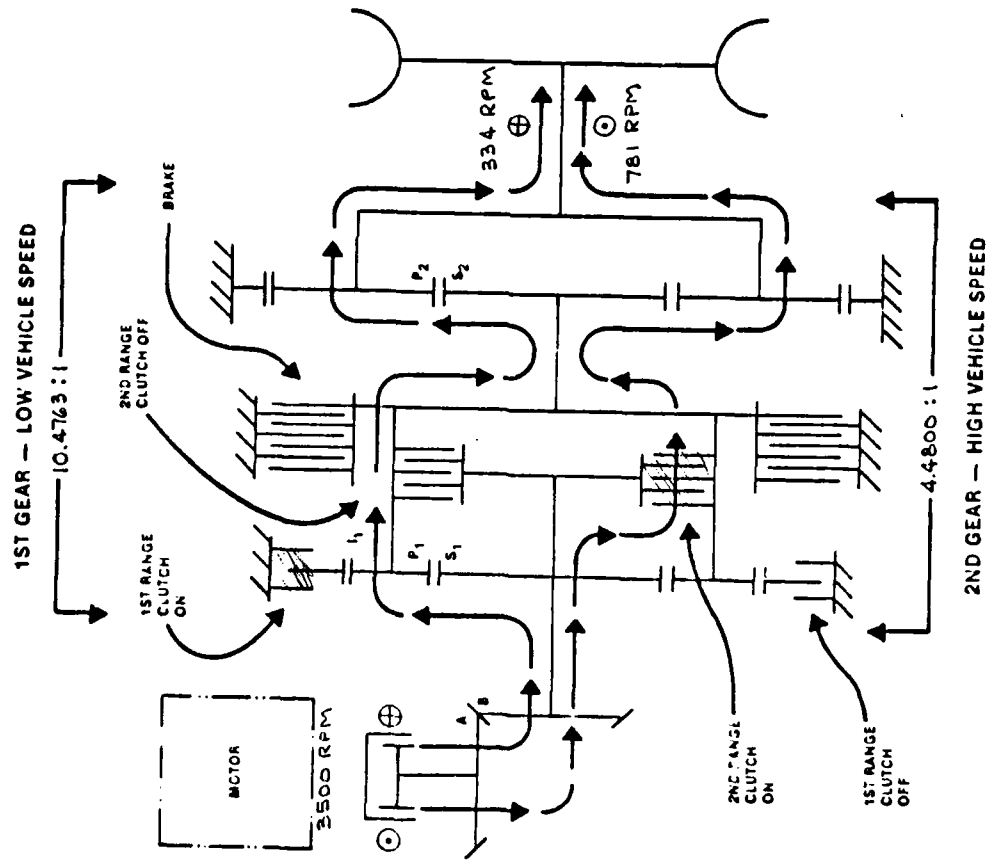 1ST GEAR — LOW VEHICLE SPEED
10.4763 : 1
BRAKE
2ND RANGE
CLUTCH OFF
1ST RANGE
CLUTCH
ON
I₁
P₁
S₁
P₂
S₂
334 RPM
781 RPM
MOTOR
3500 RPM
A
B
2ND RANGE
CLUTCH
ON
1ST RANGE
CLUTCH
OFF
4.4800 : 1
2ND GEAR — HIGH VEHICLE SPEED